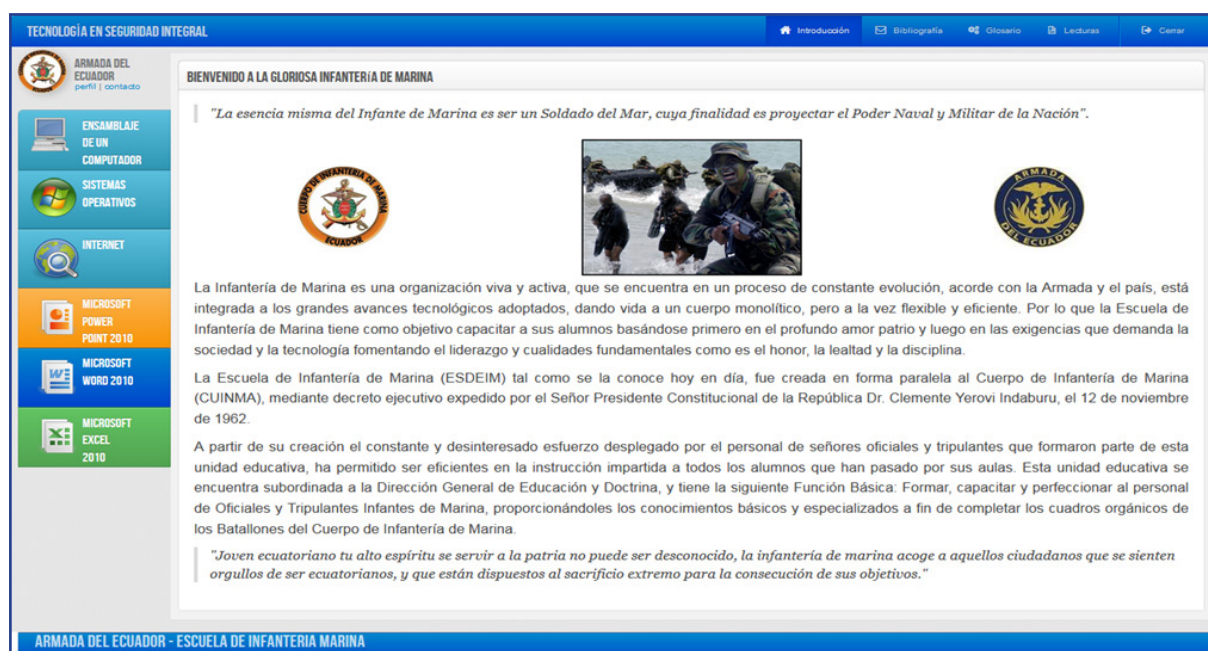 TECNOLOGÍA EN SEGURIDAD INTEGRAL
Introducción
Bibliografía
Glosario
Lecturas
Cerrar
ARMADA DEL
ECUADOR
perfil | contacto
ENSAMBLAJE
DE UN
COMPUTADOR
SISTEMAS
OPERATIVOS
INTERNET
MICROSOFT
POWER
POINT 2010
MICROSOFT
WORD 2010
MICROSOFT
EXCEL
2010
BIENVENIDO A LA GLORIOSA INFANTERíA DE MARINA
"La esencia misma del Infante de Marina es ser un Soldado del Mar, cuya finalidad es proyectar el Poder Naval y Militar de la Nación".
CUERPO DE INFANTERIA DE MARINA
ECUADOR
ARMADA
DEL ECUADOR
La Infantería de Marina es una organización viva y activa, que se encuentra en un proceso de constante evolución, acorde con la Armada y el país, está
integrada a los grandes avances tecnológicos adoptados, dando vida a un cuerpo monolítico, pero a la vez flexible y eficiente. Por lo que la Escuela de
Infantería de Marina tiene como objetivo capacitar a sus alumnos basándose primero en el profundo amor patrio y luego en las exigencias que demanda la
sociedad y la tecnología fomentando el liderazgo y cualidades fundamentales como es el honor, la lealtad y la disciplina.
La Escuela de Infantería de Marina (ESDEIM) tal como se la conoce hoy en día, fue creada en forma paralela al Cuerpo de Infantería de Marina
(CUINMA), mediante decreto ejecutivo expedido por el Señor Presidente Constitucional de la República Dr. Clemente Yerovi Indaburu, el 12 de noviembre
de 1962.
A partir de su creación el constante y desinteresado esfuerzo desplegado por el personal de señores oficiales y tripulantes que formaron parte de esta
unidad educativa, ha permitido ser eficientes en la instrucción impartida a todos los alumnos que han pasado por sus aulas. Esta unidad educativa se
encuentra subordinada a la Dirección General de Educación y Doctrina, y tiene la siguiente Función Básica: Formar, capacitar y perfeccionar al personal
de Oficiales y Tripulantes Infantes de Marina, proporcionándoles los conocimientos básicos y especializados a fin de completar los cuadros orgánicos de
los Batallones del Cuerpo de Infantería de Marina.
"Joven ecuatoriano tu alto espíritu se servir a la patria no puede ser desconocido, la infantería de marina acoge a aquellos ciudadanos que se sienten
orgullos de ser ecuatorianos, y que están dispuestos al sacrificio extremo para la consecución de sus objetivos."
ARMADA DEL ECUADOR - ESCUELA DE INFANTERIA MARINA